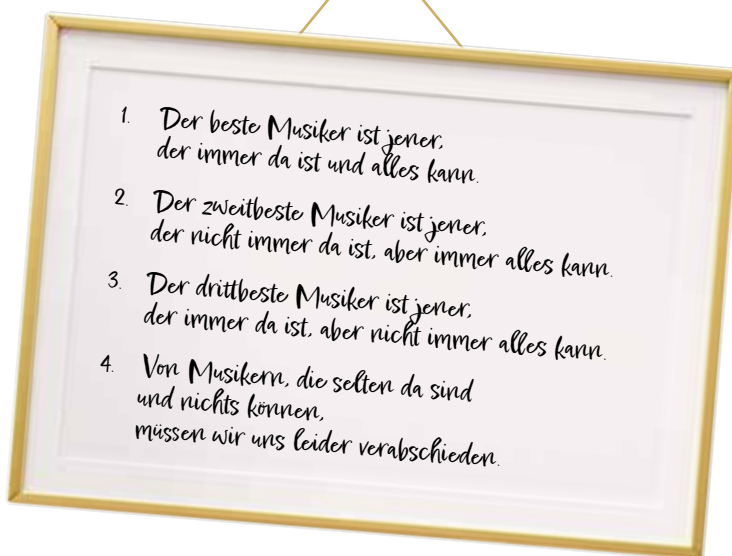 1. Der beste Musiker ist jener,
der immer da ist und alles kann.
2. Der zweitbeste Musiker ist jener,
der nicht immer da ist, aber immer alles kann.
3. Der drittbeste Musiker ist jener,
der immer da ist, aber nicht immer alles kann.
4. Von Musikern, die selten da sind
und nichts können,
müssen wir uns leider verabschieden.